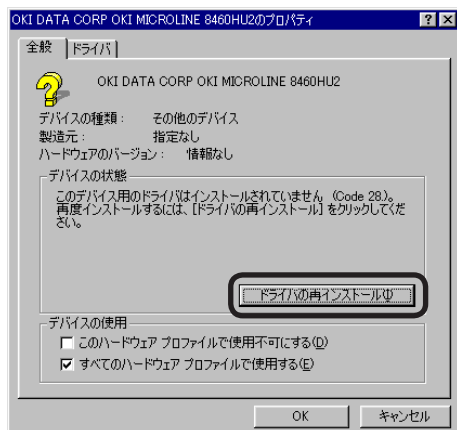 OKI DATA CORP OKI MICROLINE 8460HU2のプロパティ
全般 ドライバ
OKI DATA CORP OKI MICROLINE 8460HU2
デバイスの種類： その他のデバイス
製造元： 指定なし
ハードウェアのバージョン： 情報なし
デバイスの状態
このデバイス用のドライバはインストールされていません (Code 28.)。
再度インストールするには、[ドライバの再インストール] をクリックしてくだ
さい。
ドライバの再インストール(I)
デバイスの使用
このハードウェア プロファイルで使用不可にする(D)
すべてのハードウェア プロファイルで使用する(E)
OK キャンセル